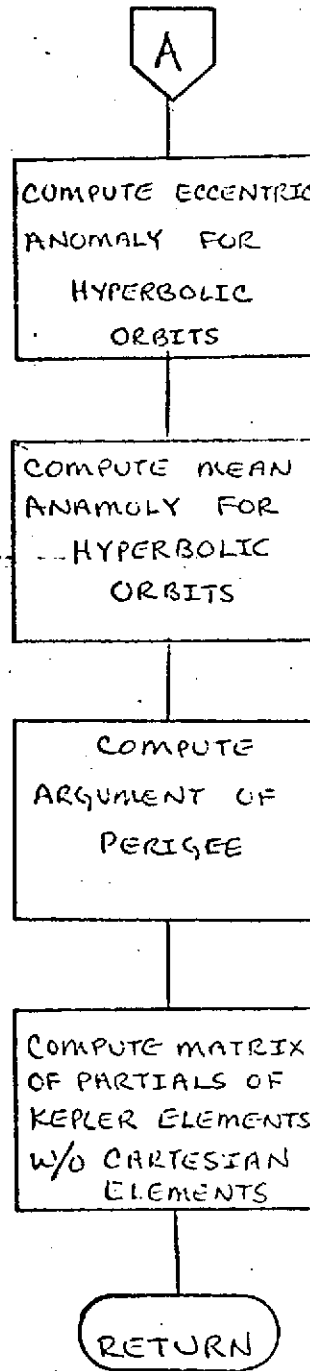 A
COMPUTE ECCENTRIC
ANOMALY FOR
HYPERBOLIC
ORBITS
COMPUTE MEAN
ANAMOLY FOR
HYPERBOLIC
ORBITS
COMPUTE
ARGUMENT OF
PERIGEE
COMPUTE MATRIX
OF PARTIALS OF
KEPLER ELEMENTS
W/O CARTESIAN
ELEMENTS
RETURN